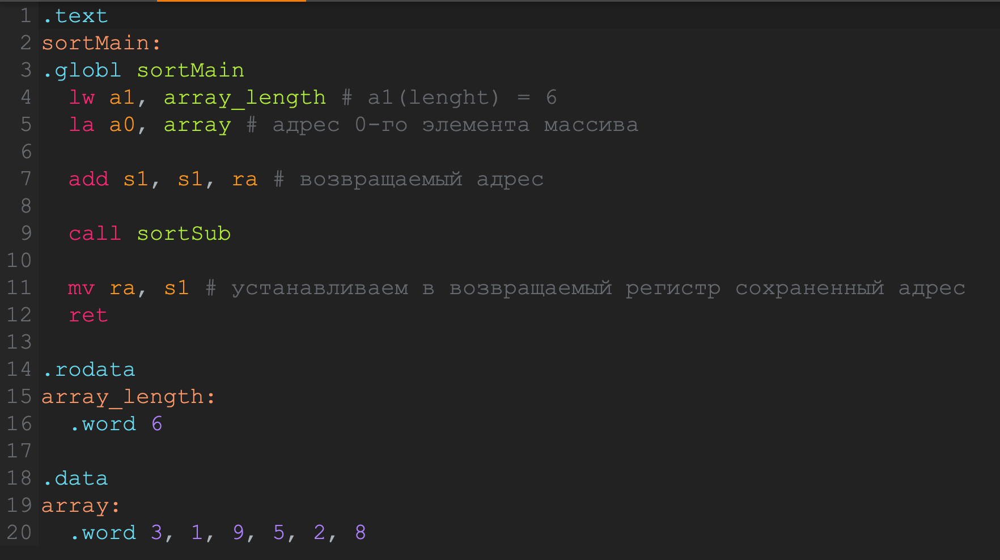 1 .text
2 sortMain:
3 .globl sortMain
4 lw a1, array_length # a1(lenght) = 6
5 la a0, array # адрес 0-го элемента массива
6
7 add s1, s1, ra # возвращаемый адрес
8
9 call sortSub
10
11 mv ra, s1 # устанавливаем в возвращаемый регистр сохраненный адрес
12 ret
13
14 .rodata
15 array_length:
16 .word 6
17
18 .data
19 array:
20 .word 3, 1, 9, 5, 2, 8